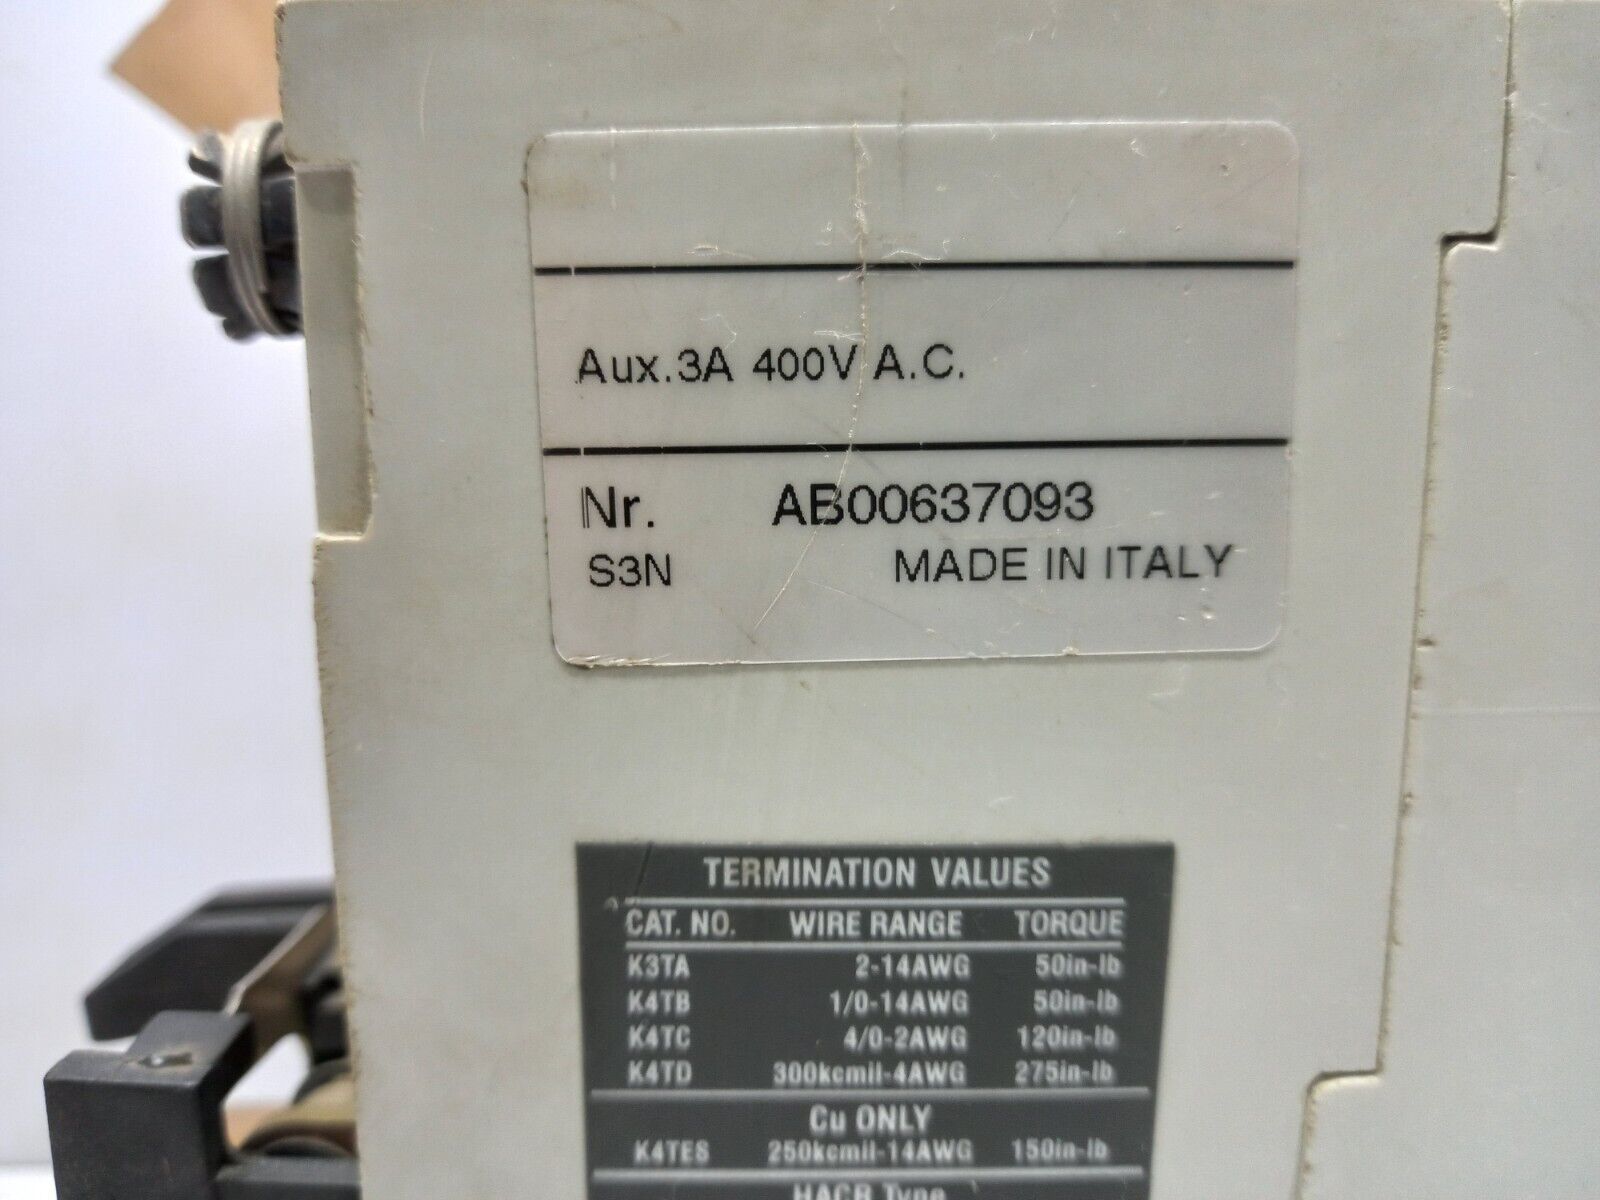 Aux.3A 400V A.C.
Nr. AB00637093
S3N MADE IN ITALY
TERMINATION VALUES
CAT. NO. WIRE RANGE TORQUE
K3TA 2-14AWG 50in-lb
K4TB 1/0-14AWG 50in-lb
K4TC 4/0-2AWG 120in-lb
K4TD 300kcmil-4AWG 275in-lb
Cu ONLY
K4TES 250kcmil-14AWG 150in-lb
HACR Type